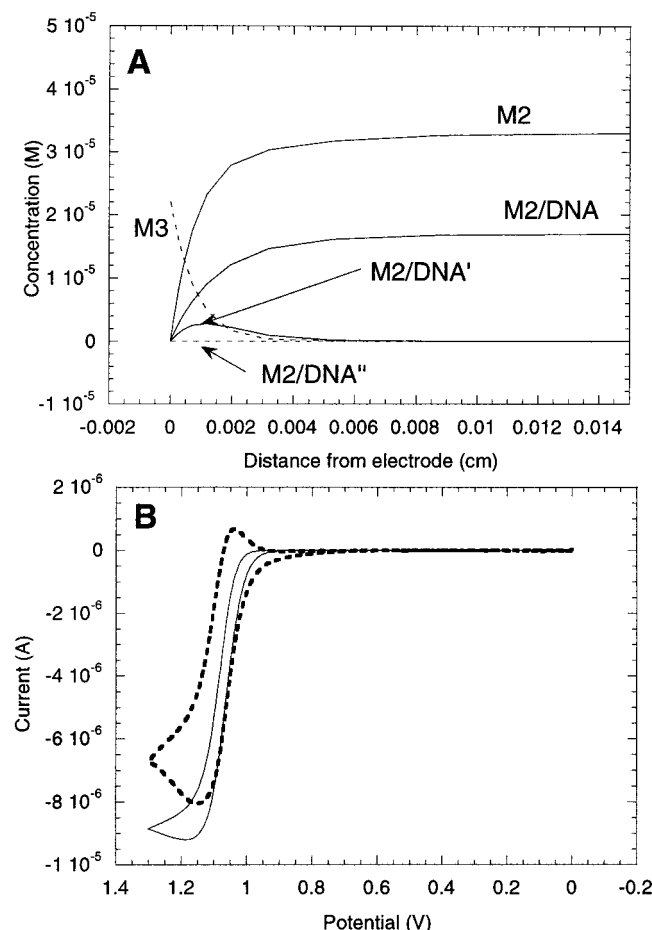 A
5 10-5
4 10-5
3 10-5
2 10-5
1 10-5
0
-1 10-5
Concentration (M)
M2
M2/DNA
M3
M2/DNA'
M2/DNA"
-0.002 0 0.002 0.004 0.006 0.008 0.01 0.012 0.014
Distance from electrode (cm)
B
2 10-6
0
-2 10-6
-4 10-6
-6 10-6
-8 10-6
-1 10-5
Current (A)
1.4 1.2 1 0.8 0.6 0.4 0.2 0 -0.2
Potential (V)